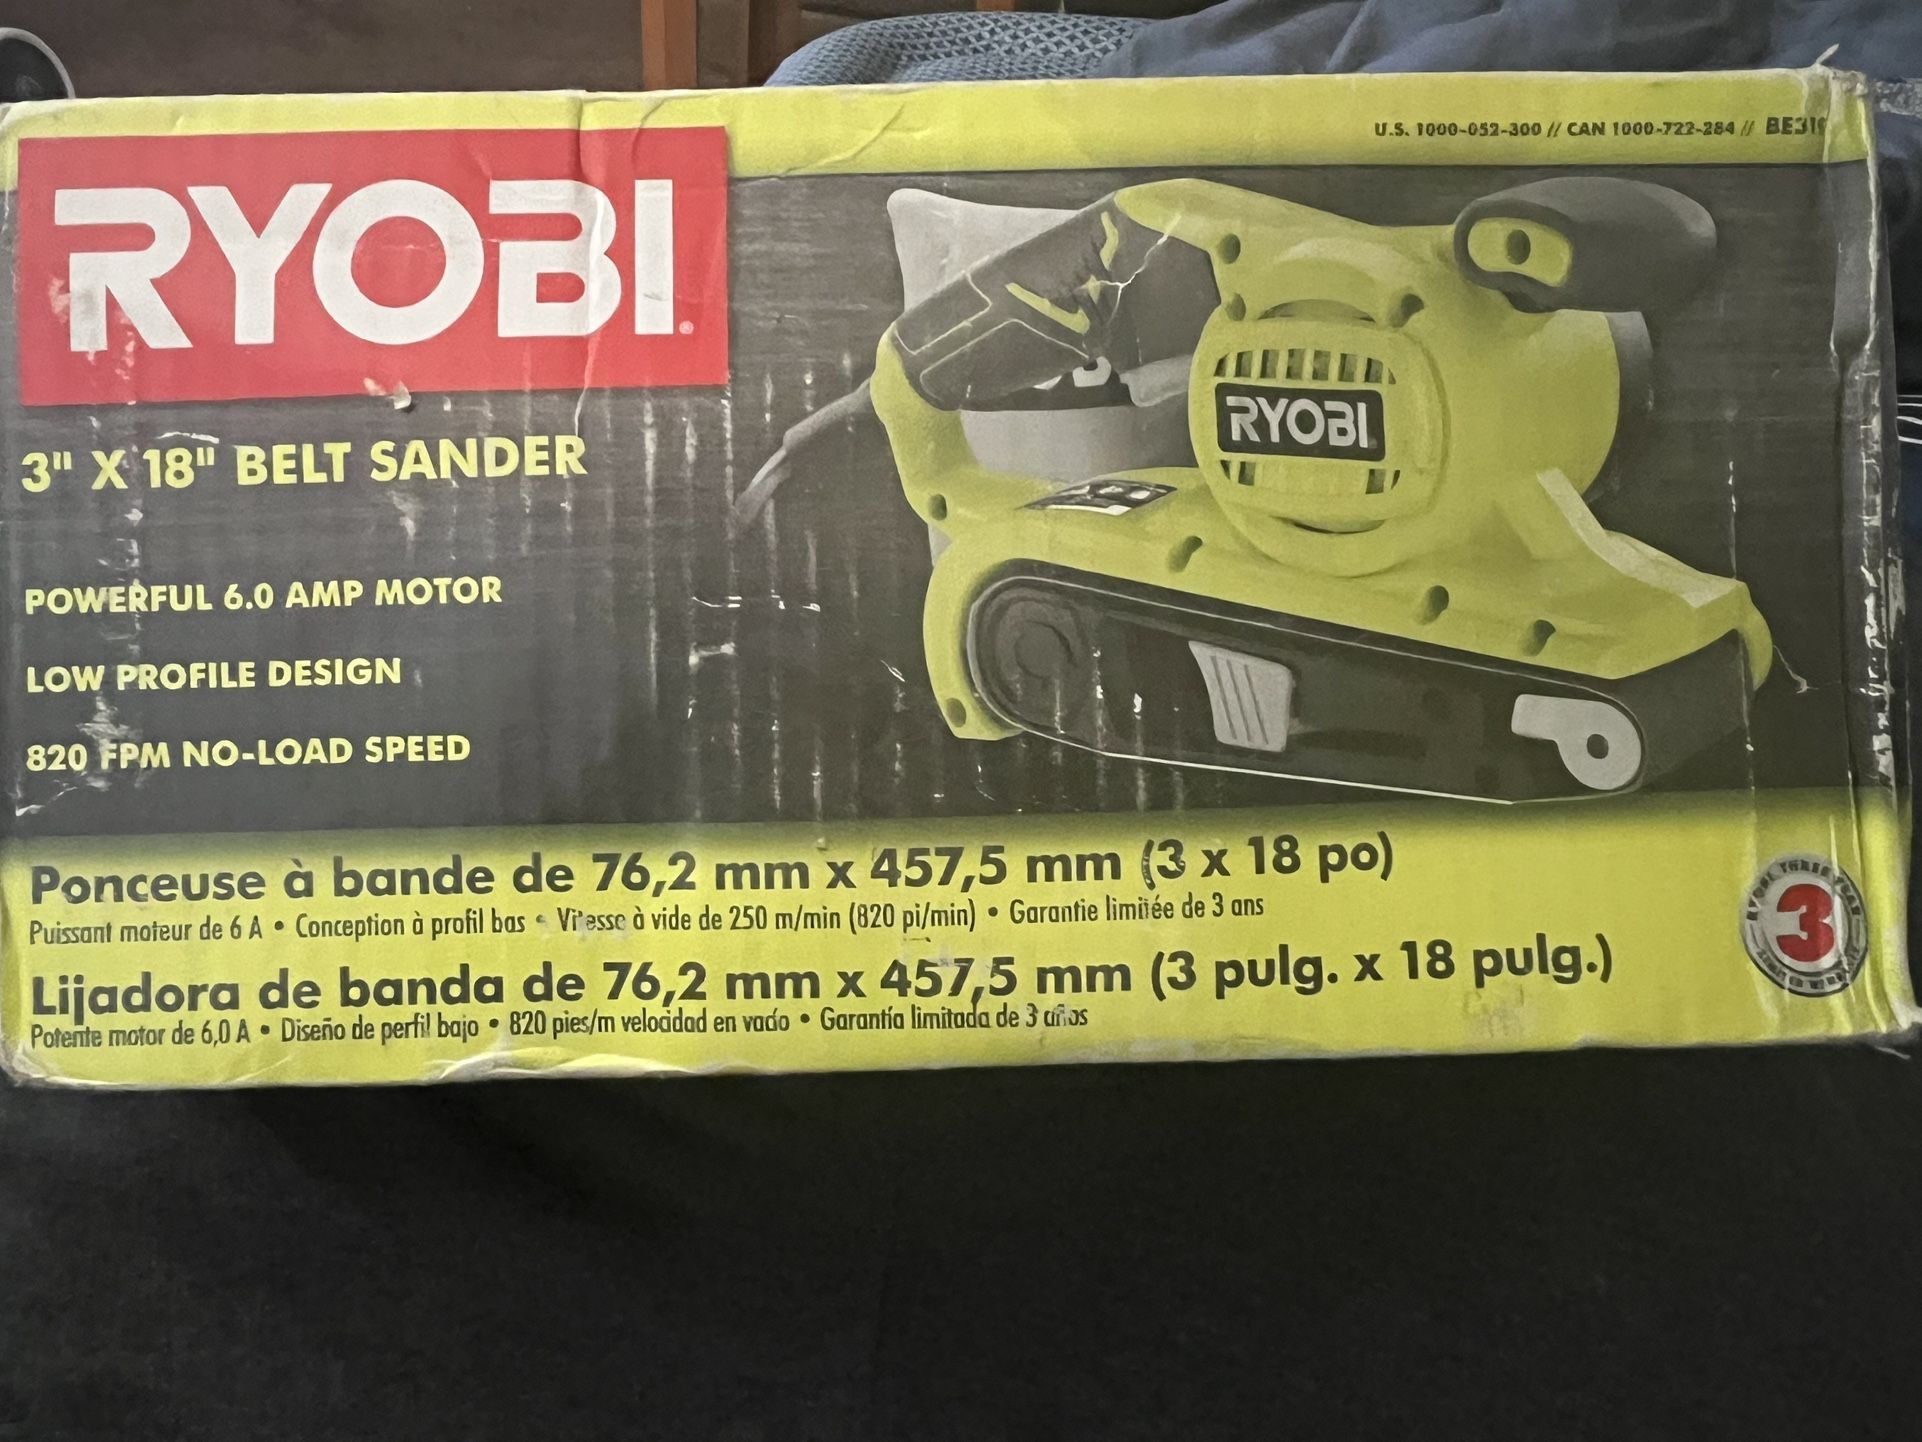 U.S. 1000-052-300 // CAN 1000-722-284 //
RYOBI®
RYOBI
3" X 18" BELT SANDER
POWERFUL 6.0 AMP MOTOR
LOW PROFILE DESIGN
820 FPM NO-LOAD SPEED
Ponceuse à bande de 76,2 mm x 457,5 mm (3 x 18 po)
Puissant moteur de 6 A • Conception à profil bas • Vitesse à vide de 250 m/min (820 pi/min) • Garantie limitée de 3 ans
3
Lijadora de banda de 76,2 mm x 457,5 mm (3 pulg. x 18 pulg.)
Potente motor de 6,0 A • Diseño de perfil bajo • 820 pies/m velocidad en vado • Garantía limitada de 3 años